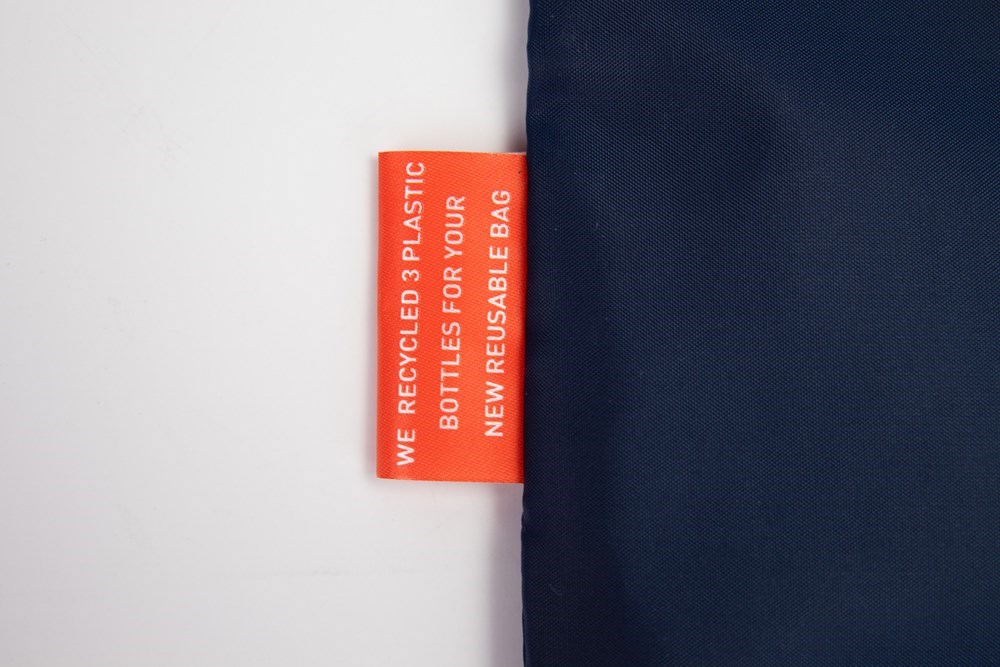 WE RECYCLED 3 PLASTIC
BOTTLES FOR YOUR
NEW REUSABLE BAG